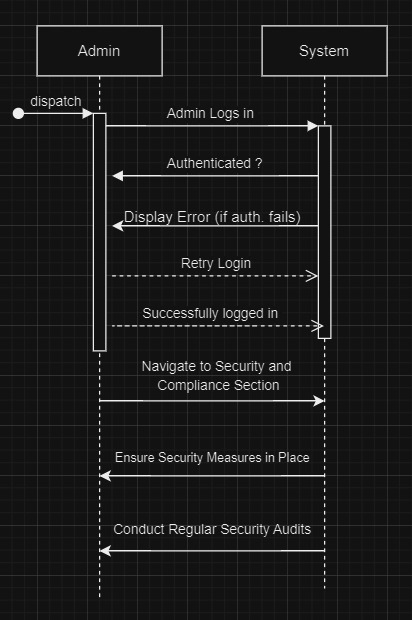 Admin
System
dispatch
Admin Logs in
Authenticated ?
Display Error (if auth. fails)
Retry Login
Successfully logged in
Navigate to Security and
Compliance Section
Ensure Security Measures in Place
Conduct Regular Security Audits